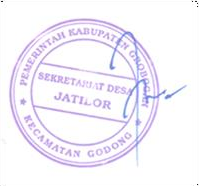 PEMERINTAH KABUPATEN GROBOGAN
SEKRETARIAT DESA
JATILOR
KECAMATAN GODONG